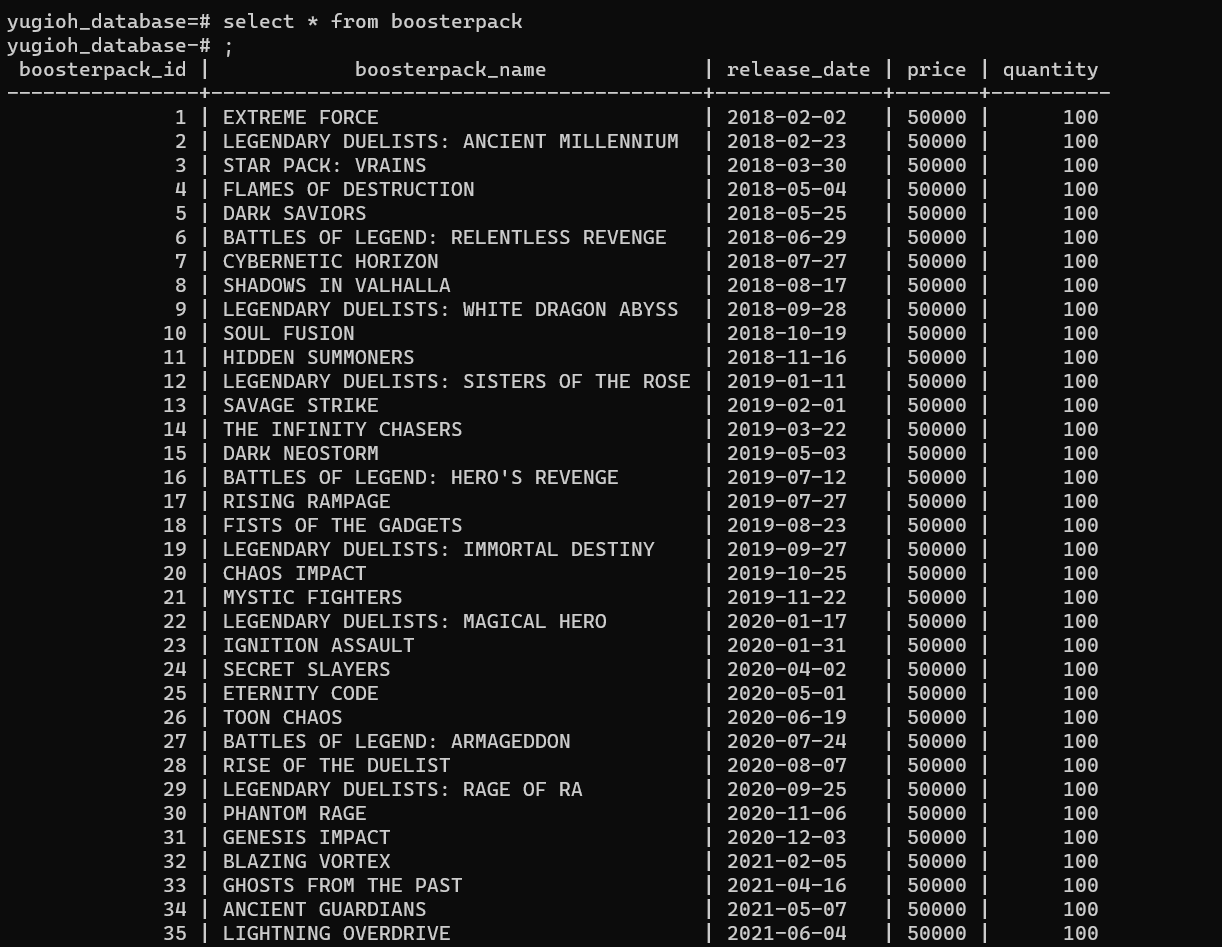 yugioh_database=# select * from boosterpack
yugioh_database-# ;
 boosterpack_id |            boosterpack_name             | release_date | price | quantity
----------------+-----------------------------------------+--------------+-------+----------
              1 | EXTREME FORCE                           | 2018-02-02   | 50000 |      100
              2 | LEGENDARY DUELISTS: ANCIENT MILLENNIUM  | 2018-02-23   | 50000 |      100
              3 | STAR PACK: VRAINS                       | 2018-03-30   | 50000 |      100
              4 | FLAMES OF DESTRUCTION                   | 2018-05-04   | 50000 |      100
              5 | DARK SAVIORS                            | 2018-05-25   | 50000 |      100
              6 | BATTLES OF LEGEND: RELENTLESS REVENGE   | 2018-06-29   | 50000 |      100
              7 | CYBERNETIC HORIZON                      | 2018-07-27   | 50000 |      100
              8 | SHADOWS IN VALHALLA                     | 2018-08-17   | 50000 |      100
              9 | LEGENDARY DUELISTS: WHITE DRAGON ABYSS  | 2018-09-28   | 50000 |      100
             10 | SOUL FUSION                             | 2018-10-19   | 50000 |      100
             11 | HIDDEN SUMMONERS                        | 2018-11-16   | 50000 |      100
             12 | LEGENDARY DUELISTS: SISTERS OF THE ROSE | 2019-01-11   | 50000 |      100
             13 | SAVAGE STRIKE                           | 2019-02-01   | 50000 |      100
             14 | THE INFINITY CHASERS                    | 2019-03-22   | 50000 |      100
             15 | DARK NEOSTORM                           | 2019-05-03   | 50000 |      100
             16 | BATTLES OF LEGEND: HERO'S REVENGE       | 2019-07-12   | 50000 |      100
             17 | RISING RAMPAGE                          | 2019-07-27   | 50000 |      100
             18 | FISTS OF THE GADGETS                    | 2019-08-23   | 50000 |      100
             19 | LEGENDARY DUELISTS: IMMORTAL DESTINY    | 2019-09-27   | 50000 |      100
             20 | CHAOS IMPACT                            | 2019-10-25   | 50000 |      100
             21 | MYSTIC FIGHTERS                         | 2019-11-22   | 50000 |      100
             22 | LEGENDARY DUELISTS: MAGICAL HERO        | 2020-01-17   | 50000 |      100
             23 | IGNITION ASSAULT                        | 2020-01-31   | 50000 |      100
             24 | SECRET SLAYERS                          | 2020-04-02   | 50000 |      100
             25 | ETERNITY CODE                           | 2020-05-01   | 50000 |      100
             26 | TOON CHAOS                              | 2020-06-19   | 50000 |      100
             27 | BATTLES OF LEGEND: ARMAGEDDON           | 2020-07-24   | 50000 |      100
             28 | RISE OF THE DUELIST                     | 2020-08-07   | 50000 |      100
             29 | LEGENDARY DUELISTS: RAGE OF RA          | 2020-09-25   | 50000 |      100
             30 | PHANTOM RAGE                            | 2020-11-06   | 50000 |      100
             31 | GENESIS IMPACT                          | 2020-12-03   | 50000 |      100
             32 | BLAZING VORTEX                          | 2021-02-05   | 50000 |      100
             33 | GHOSTS FROM THE PAST                    | 2021-04-16   | 50000 |      100
             34 | ANCIENT GUARDIANS                       | 2021-05-07   | 50000 |      100
             35 | LIGHTNING OVERDRIVE                     | 2021-06-04   | 50000 |      100